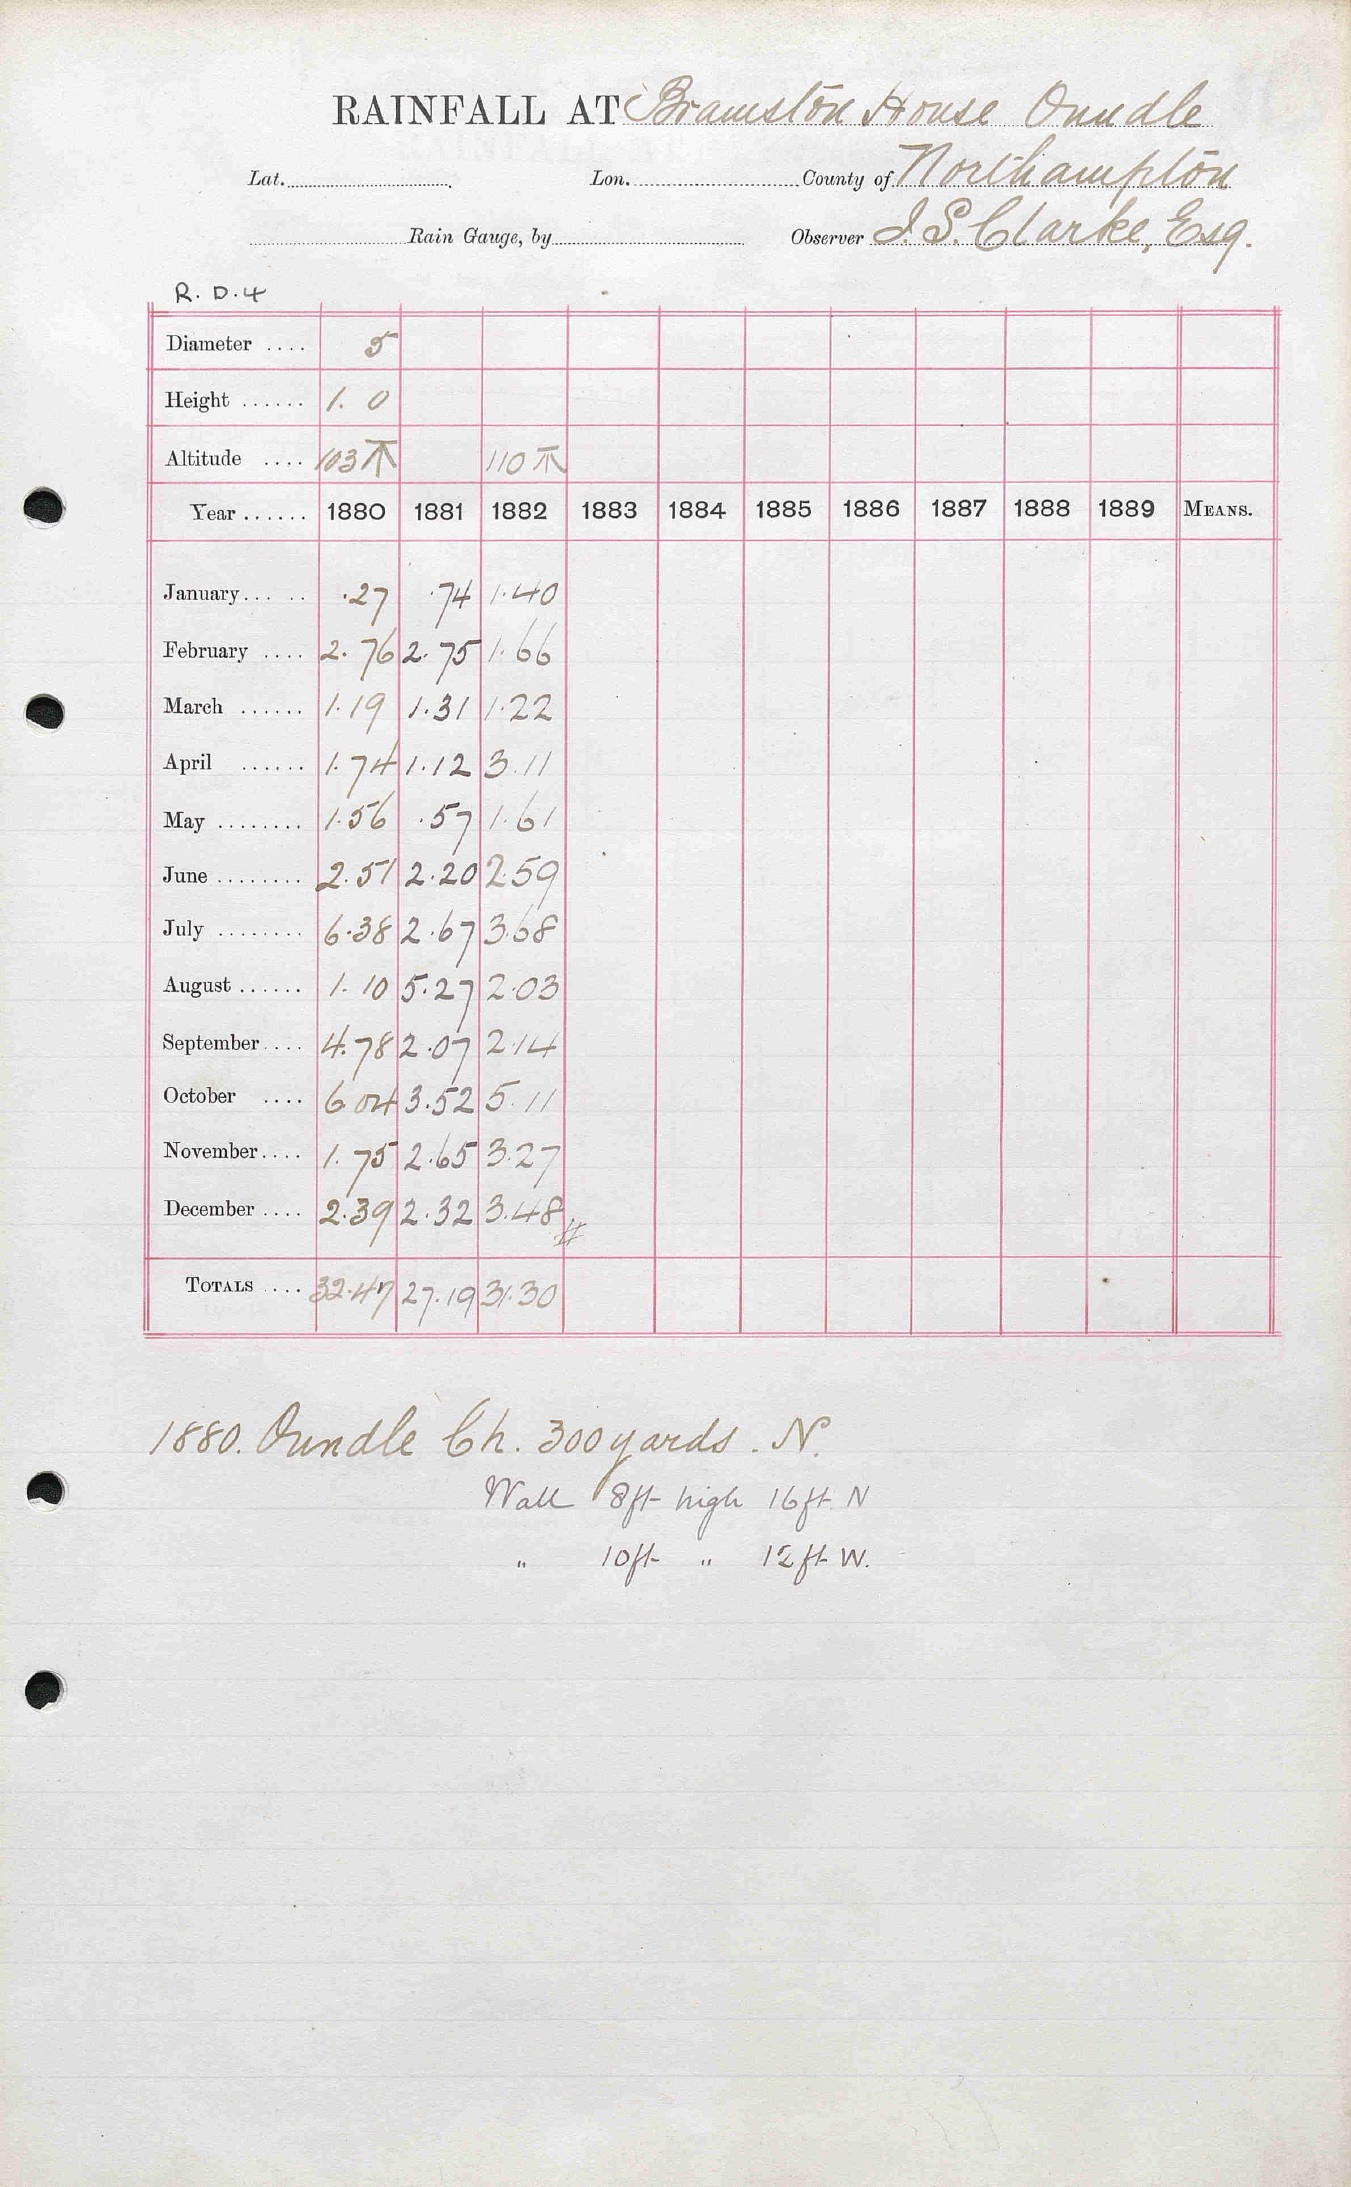 RAINFALL AT Bramston House Oundle
Lat. Lon. County of Northampton
Rain Gauge, by Observer J. S. Clarke, Esq.
R. D. 4
Diameter .... 5
Height ...... 1. 0
Altitude .... 103 110
Year ...... 1880 1881 1882 1883 1884 1885 1886 1887 1888 1889 MEANS.
January... .. .27 .74 1.40
February .... 2.76 2.75 1.66
March ...... 1.19 1.31 1.22
April ...... 1.74 1.12 3.11
May ........ 1.56 .57 1.61
June ........ 2.51 2.20 2.59
July ........ 6.38 2.67 3.68
August ...... 1.10 5.27 2.03
September.... 4.78 2.07 2.14
October .... 6.04 3.52 5.11
November.... 1.75 2.65 3.27
December .... 2.39 2.32 3.48
TOTALS .... 32.47 27.19 31.30
1880. Oundle Ch. 300 yards. N.
Wall 8ft high 16ft. N
" 10ft " 12ft W.